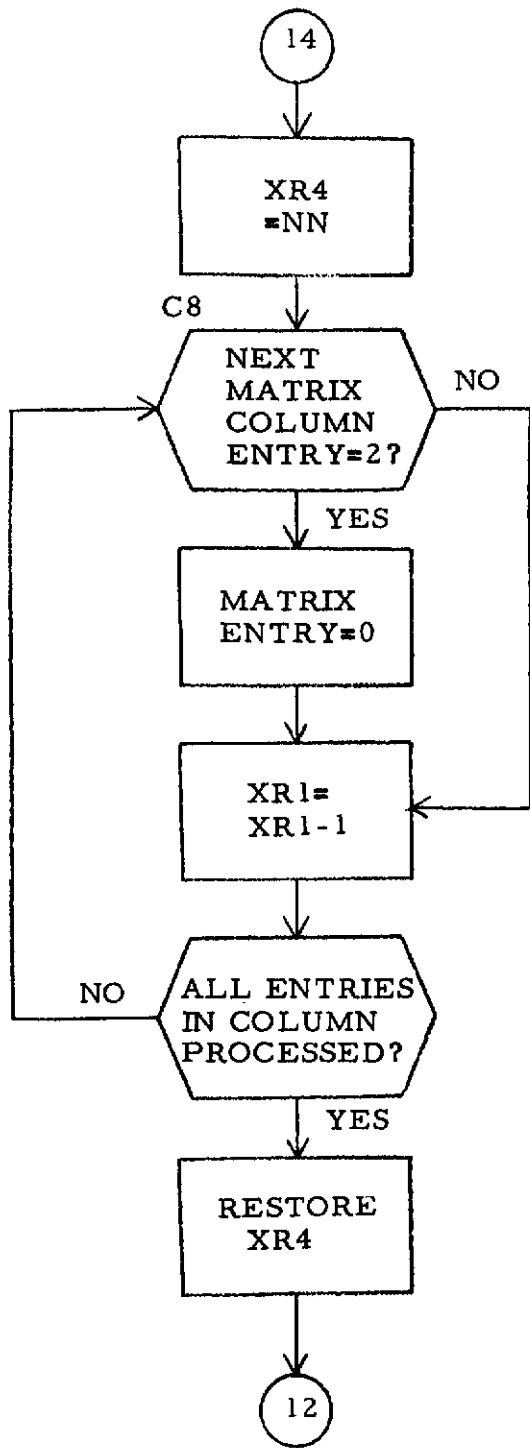 14
XR4
=NN
C8
NEXT
MATRIX
COLUMN
ENTRY=2?
NO
YES
MATRIX
ENTRY=0
XR1=
XR1-1
NO
ALL ENTRIES
IN COLUMN
PROCESSED?
YES
RESTORE
XR4
12